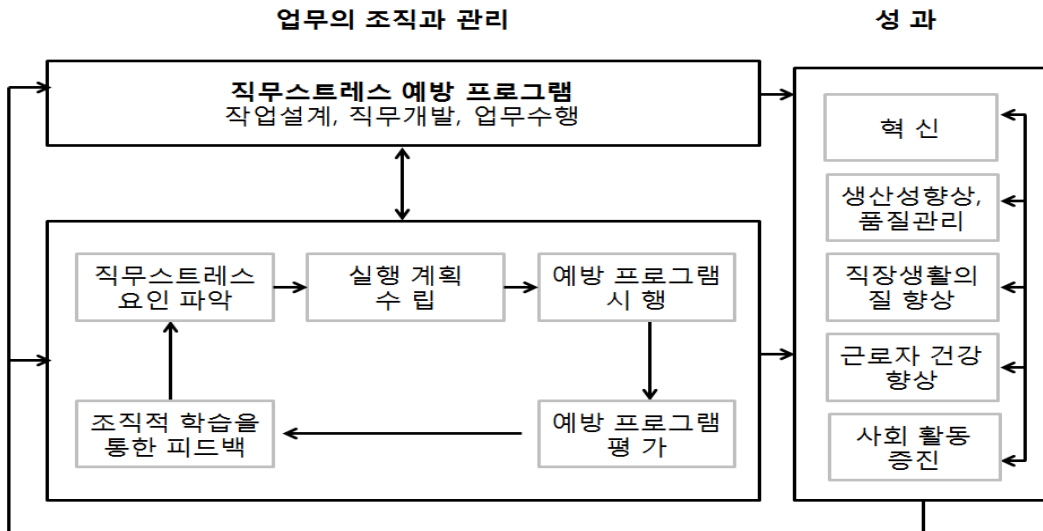 업무의 조직과 관리
성 과
직무스트레스 예방 프로그램
작업설계, 직무개발, 업무수행
직무스트레스
요인 파악
실행 계획
수 립
예방 프로그램
시 행
조직적 학습을
통한 피드백
예방 프로그램
평 가
혁 신
생산성향상,
품질관리
직장생활의
질 향상
근로자 건강
향상
사회 활동
증진